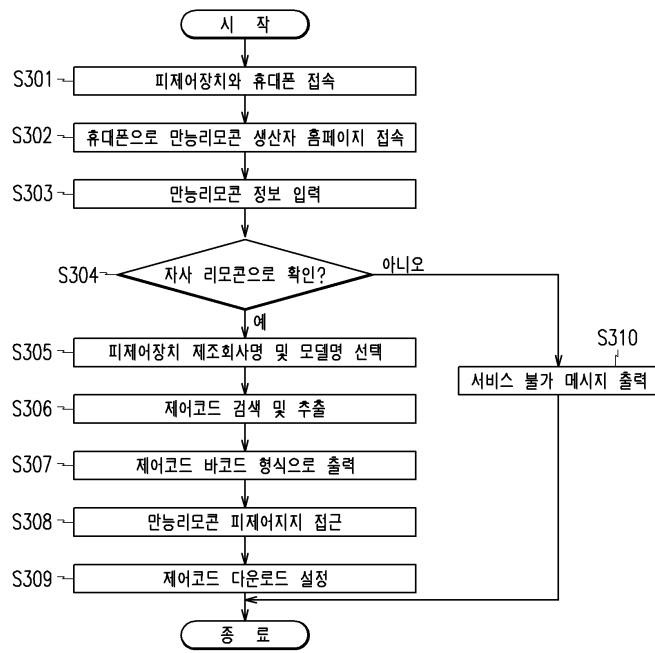 시 작
S301
피제어장치와 휴대폰 접속
S302
휴대폰으로 만능리모콘 생산자 홈페이지 접속
S303
만능리모콘 정보 입력
S304
자사 리모콘으로 확인?
아니오
예
S305
피제어장치 제조회사명 및 모델명 선택
S310
서비스 불가 메시지 출력
S306
제어코드 검색 및 추출
S307
제어코드 바코드 형식으로 출력
S308
만능리모콘 피제어지지 접근
S309
제어코드 다운로드 설정
종 료